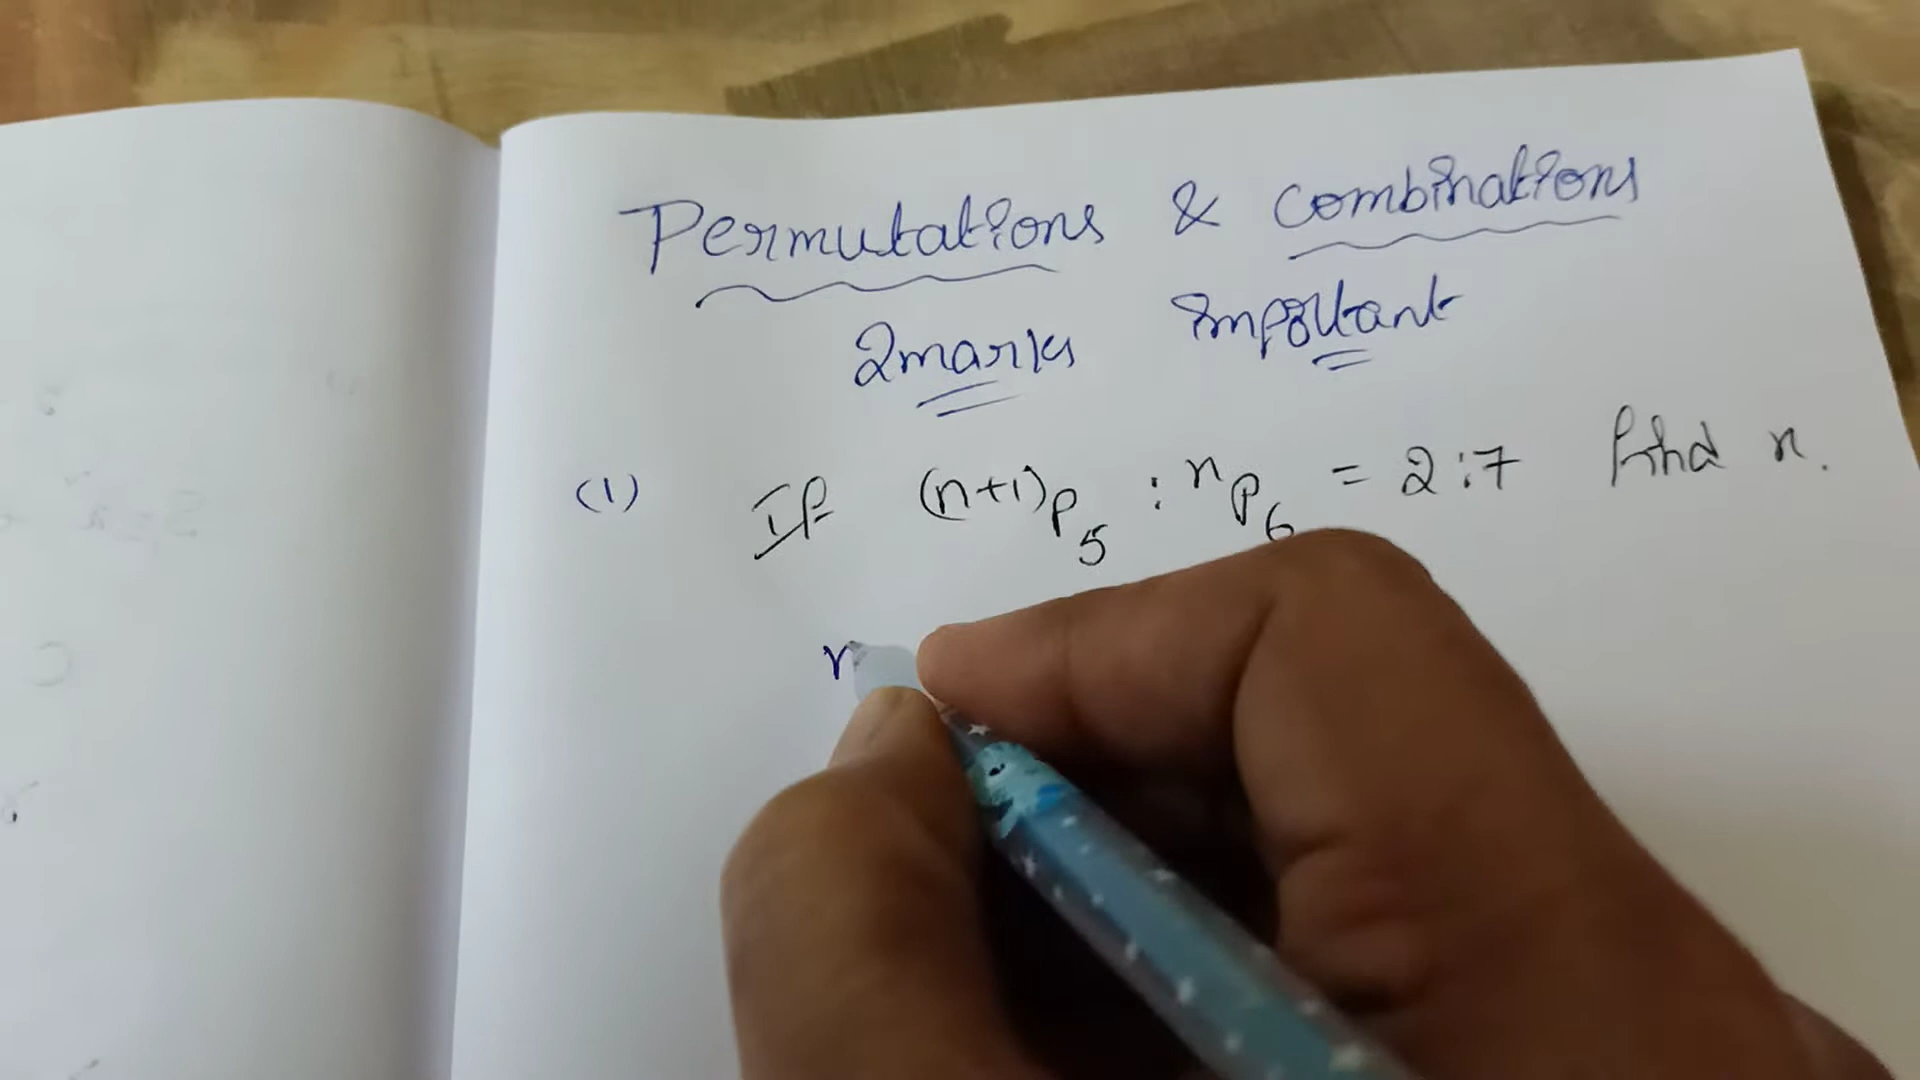 Permutations & Combinations
2marks Important
(1) If (n+1)P5 : nP6 = 2:7 find n.
n